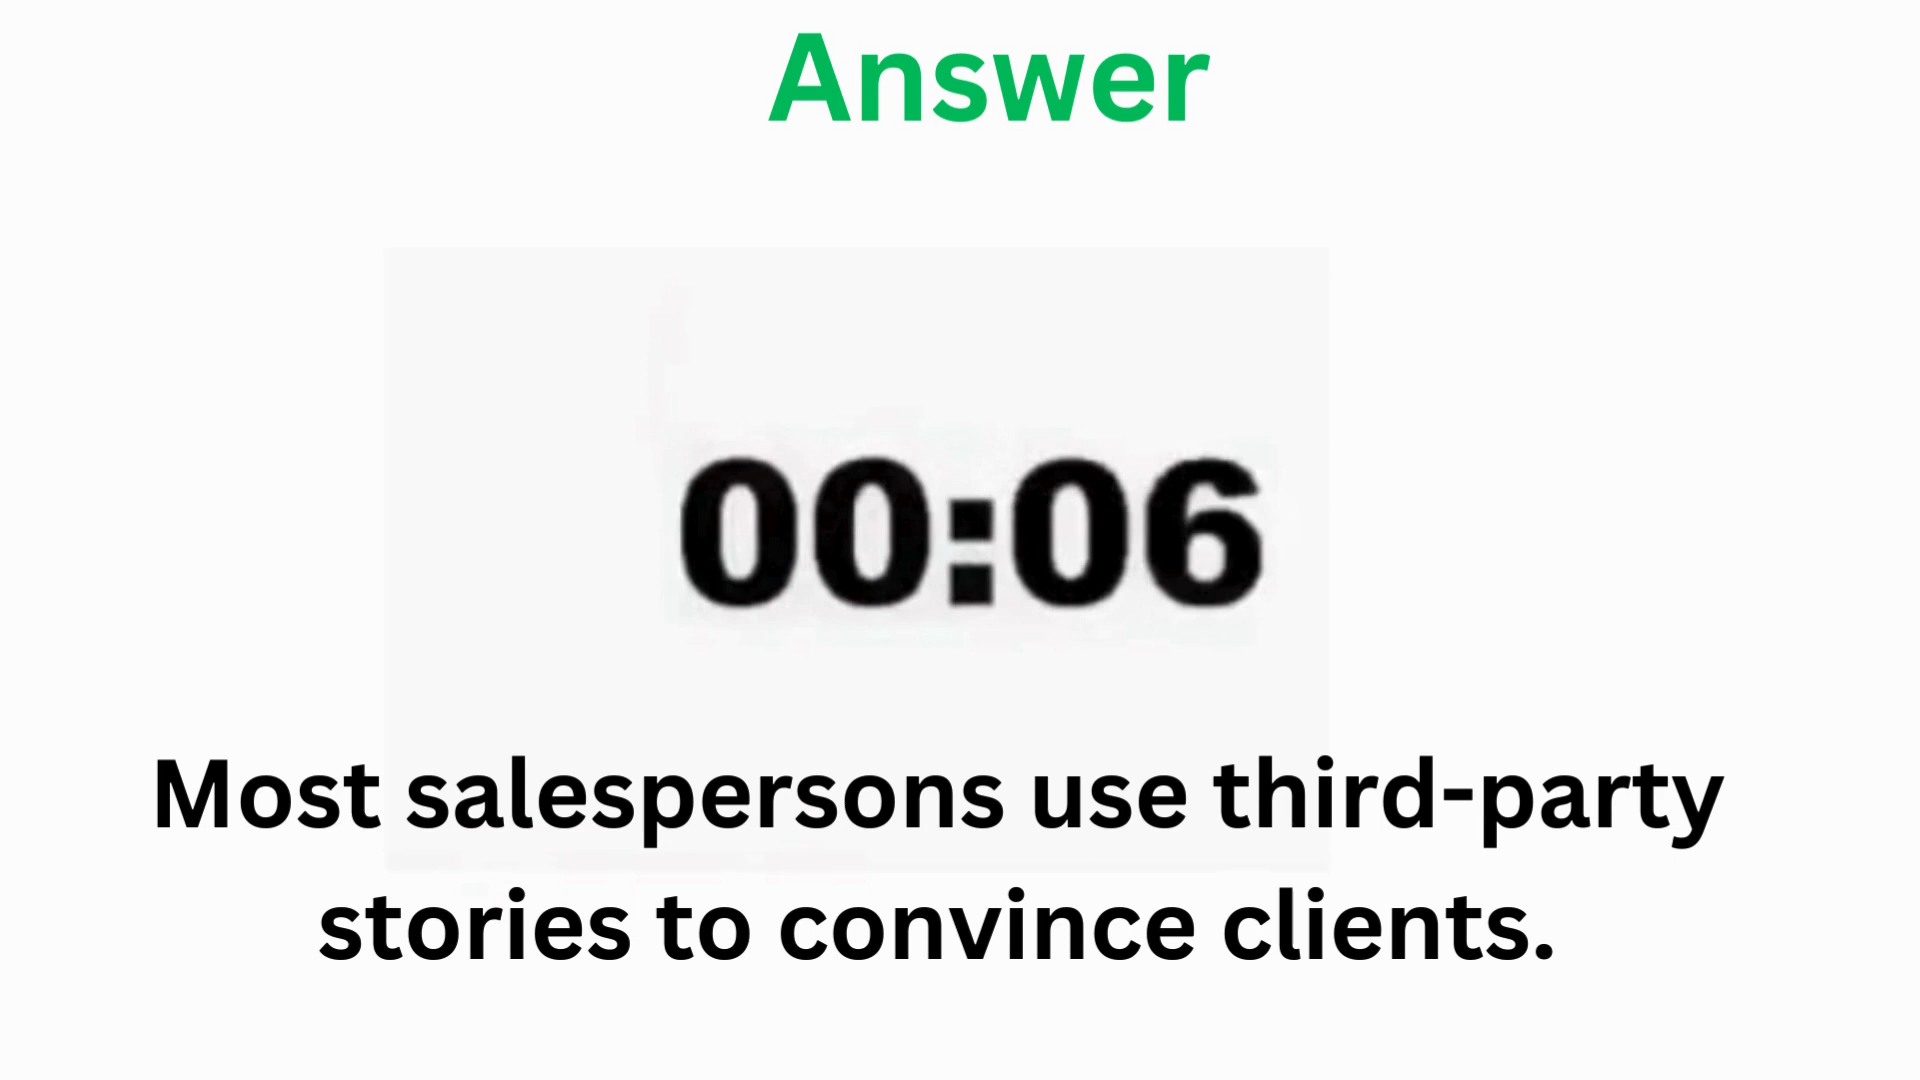 Answer
00:06
Most salespersons use third-party
stories to convince clients.